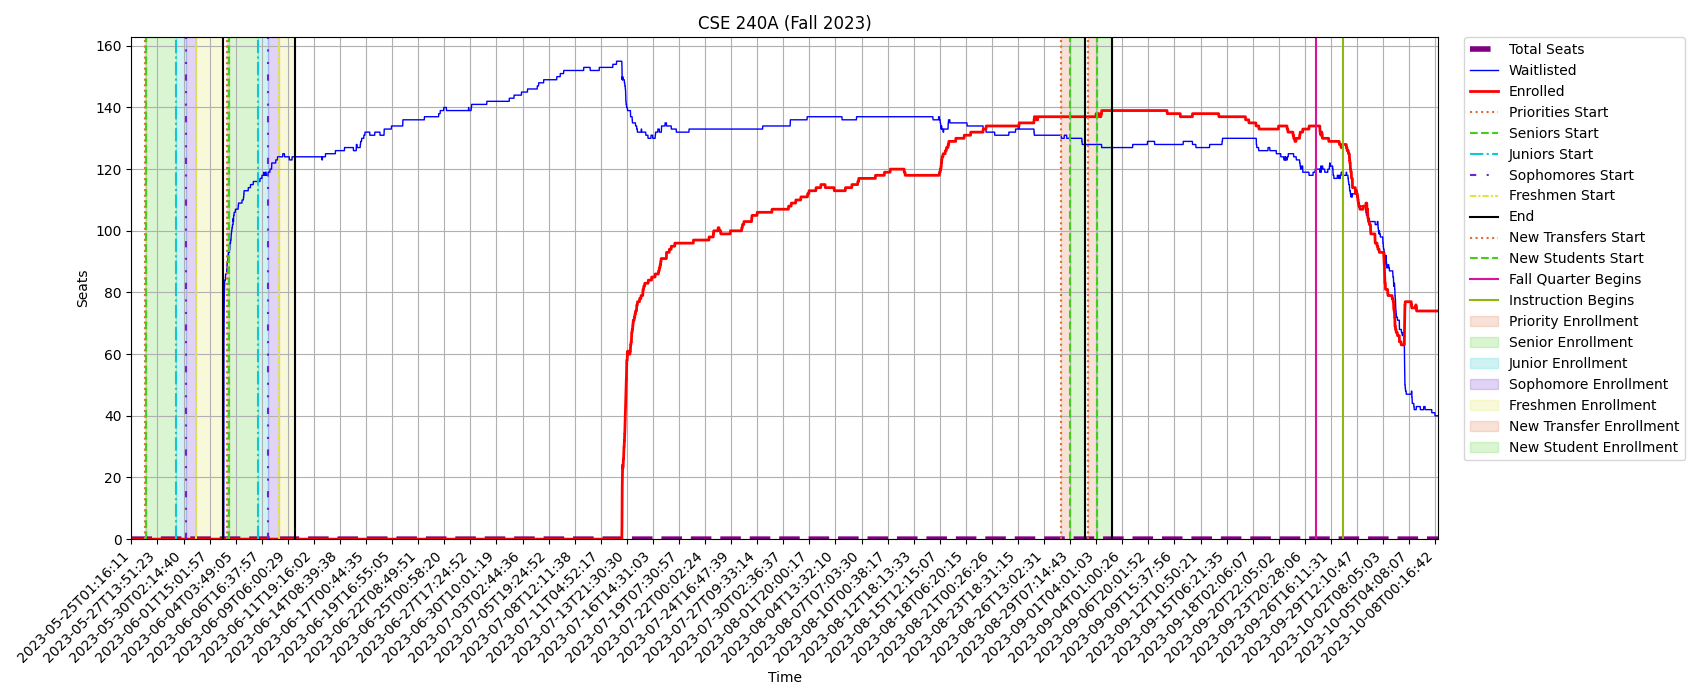 CSE 240A (Fall 2023)
Seats
160
140
120
100
80
60
40
20
0
2023-05-25T01:16:11
2023-05-27T13:51:23
2023-05-30T02:14:40
2023-06-01T15:01:57
2023-06-04T03:49:05
2023-06-06T16:37:57
2023-06-09T06:00:29
2023-06-11T19:16:02
2023-06-14T08:39:38
2023-06-17T00:44:35
2023-06-19T16:55:05
2023-06-22T08:49:51
2023-06-25T00:58:20
2023-06-27T17:24:52
2023-06-30T10:01:19
2023-07-03T02:44:36
2023-07-05T19:24:52
2023-07-08T12:11:38
2023-07-11T04:52:17
2023-07-13T21:30:30
2023-07-16T14:31:03
2023-07-19T07:30:57
2023-07-22T00:02:24
2023-07-24T16:47:39
2023-07-27T09:33:14
2023-07-30T02:36:37
2023-08-01T20:00:17
2023-08-04T13:32:10
2023-08-07T07:03:30
2023-08-10T00:38:17
2023-08-12T18:13:33
2023-08-15T12:15:07
2023-08-18T06:20:15
2023-08-21T00:26:26
2023-08-23T18:31:15
2023-08-26T13:02:31
2023-08-29T07:14:43
2023-09-01T04:01:03
2023-09-04T01:00:26
2023-09-06T20:01:52
2023-09-09T15:37:56
2023-09-12T10:50:21
2023-09-15T06:21:35
2023-09-18T02:06:07
2023-09-20T22:05:02
2023-09-23T20:28:06
2023-09-26T16:11:31
2023-09-29T12:10:47
2023-10-02T08:05:03
2023-10-05T04:08:07
2023-10-08T00:16:42
Time
Total Seats
Waitlisted
Enrolled
Priorities Start
Seniors Start
Juniors Start
Sophomores Start
Freshmen Start
End
New Transfers Start
New Students Start
Fall Quarter Begins
Instruction Begins
Priority Enrollment
Senior Enrollment
Junior Enrollment
Sophomore Enrollment
Freshmen Enrollment
New Transfer Enrollment
New Student Enrollment